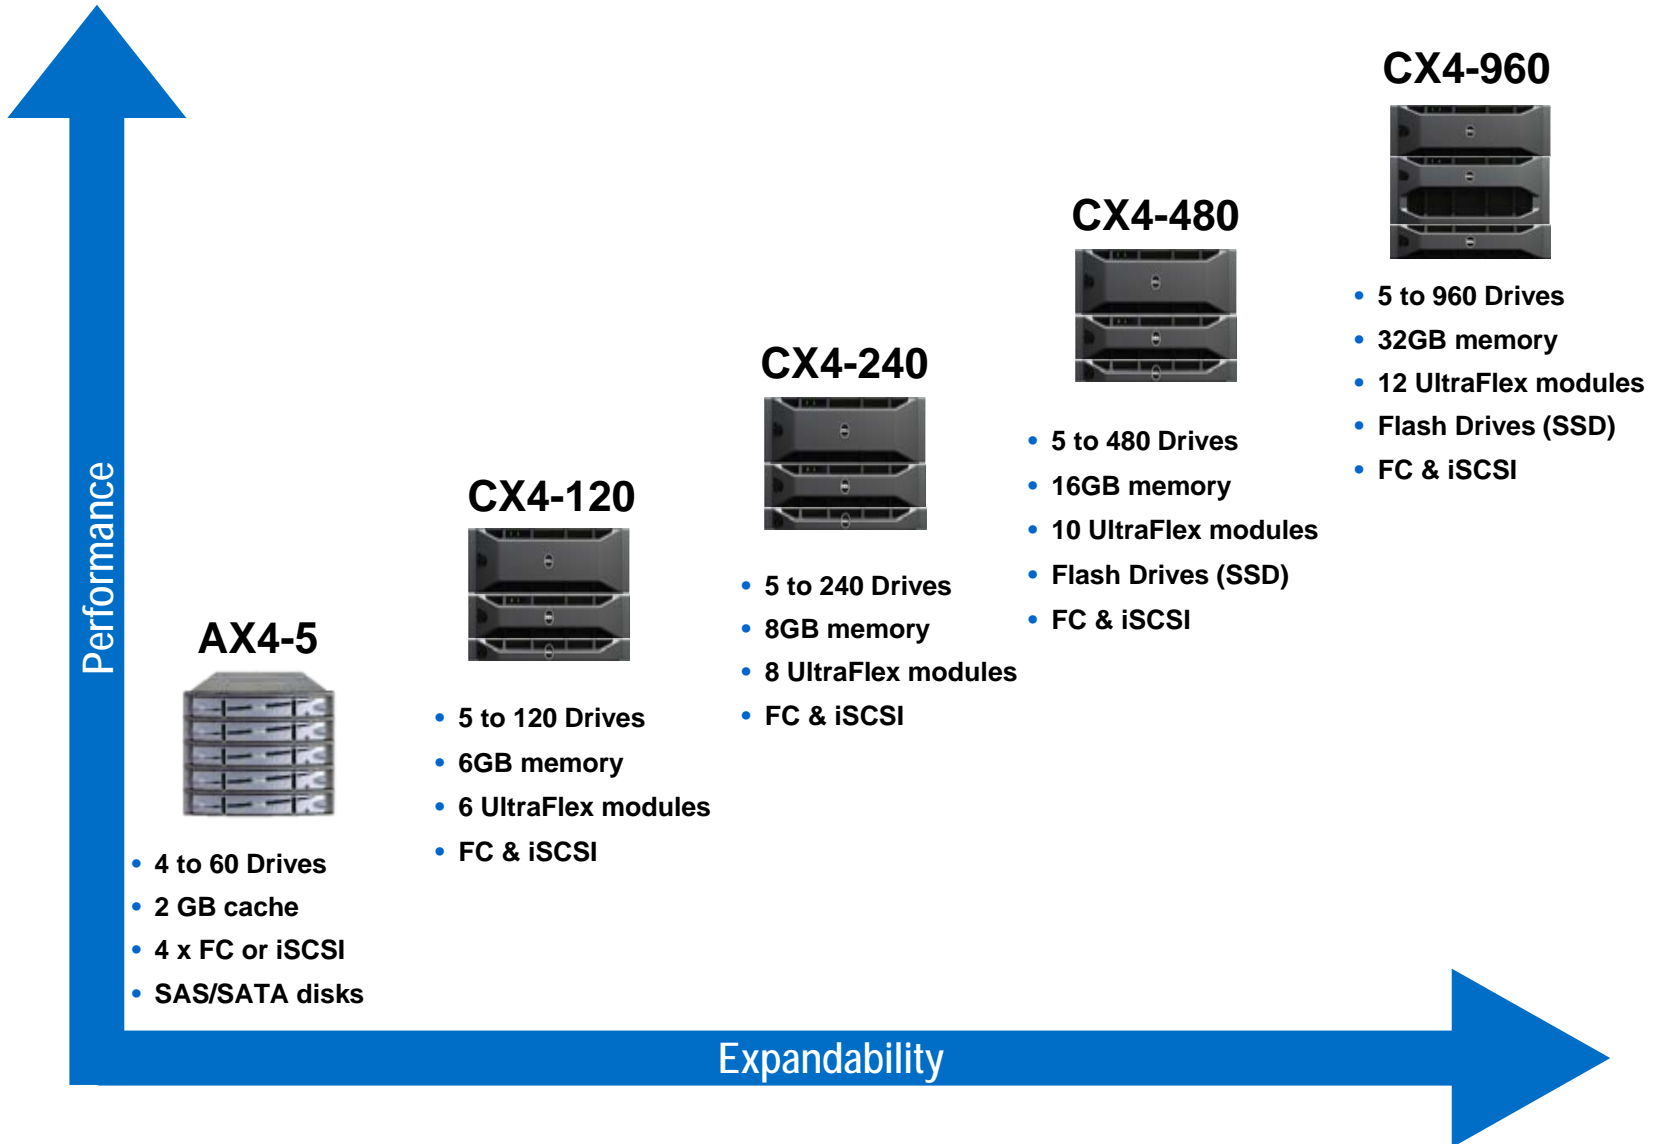 CX4-960
• 5 to 960 Drives
• 32GB memory
• 12 UltraFlex modules
• Flash Drives (SSD)
• FC & iSCSI
CX4-480
• 5 to 480 Drives
• 16GB memory
• 10 UltraFlex modules
• Flash Drives (SSD)
• FC & iSCSI
CX4-240
• 5 to 240 Drives
• 8GB memory
• 8 UltraFlex modules
• FC & iSCSI
CX4-120
• 5 to 120 Drives
• 6GB memory
• 6 UltraFlex modules
• FC & iSCSI
AX4-5
• 4 to 60 Drives
• 2 GB cache
• 4 x FC or iSCSI
• SAS/SATA disks
Performance
Expandability